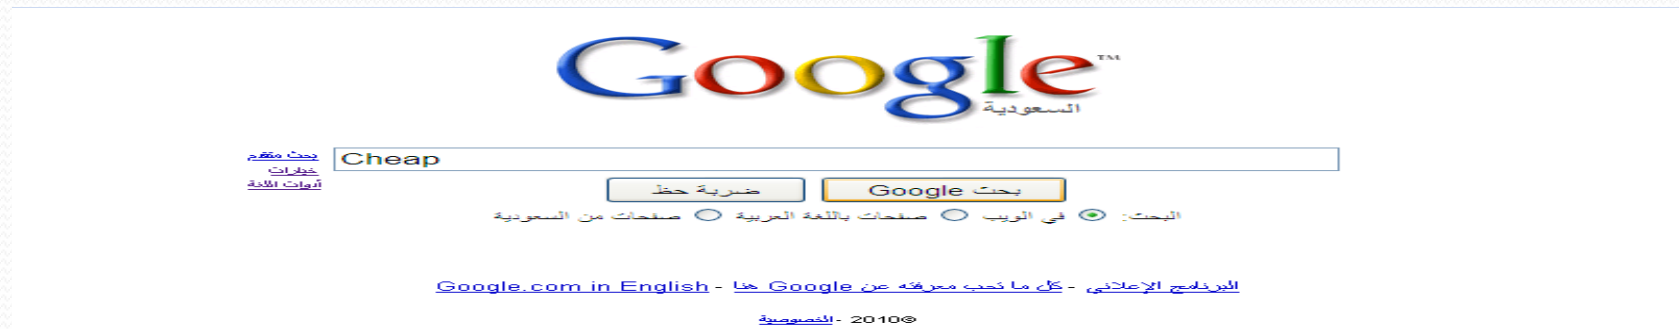 Google™
السعودية
Cheap
بحث متقدم
خيارات
أدوات اللغة
بحث Google ضربة حظ
البحث: في الويب صفحات باللغة العربية صفحات من السعودية
البرنامج الإعلاني - كل ما تحب معرفته عن Google هنا - Google.com in English
©2010 - الخصوصية